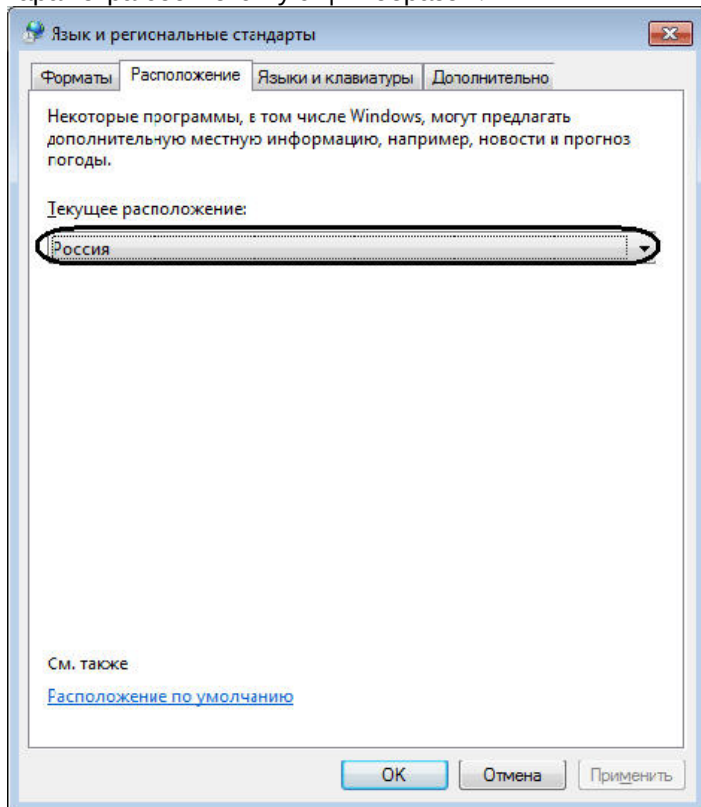 Язык и региональные стандарты
Форматы Расположение Языки и клавиатуры Дополнительно
Некоторые программы, в том числе Windows, могут предлагать
дополнительную местную информацию, например, новости и прогноз
погоды.
Текущее расположение:
Россия
См. также
Расположение по умолчанию
OK Отмена Применить